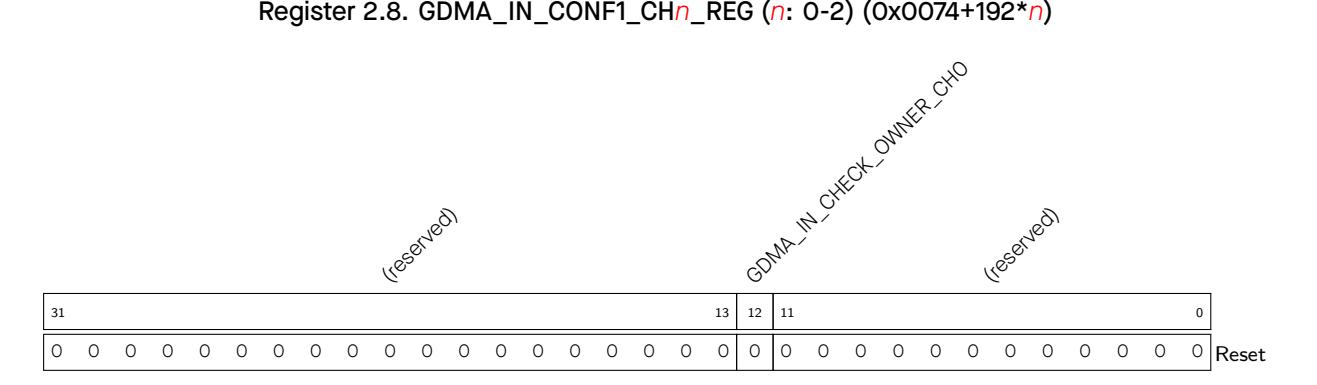 Register 2.8. GDMA_IN_CONF1_CHn_REG (n: 0-2) (0x0074+192*n)
(reserved)
GDMA_IN_CHECK_OWNER_CH0
(reserved)
31 13 12 11 0
0 0 0 0 0 0 0 0 0 0 0 0 0 0 0 0 0 0 0 0 0 0 0 0 0 0 0 0 0 0 0 0 Reset